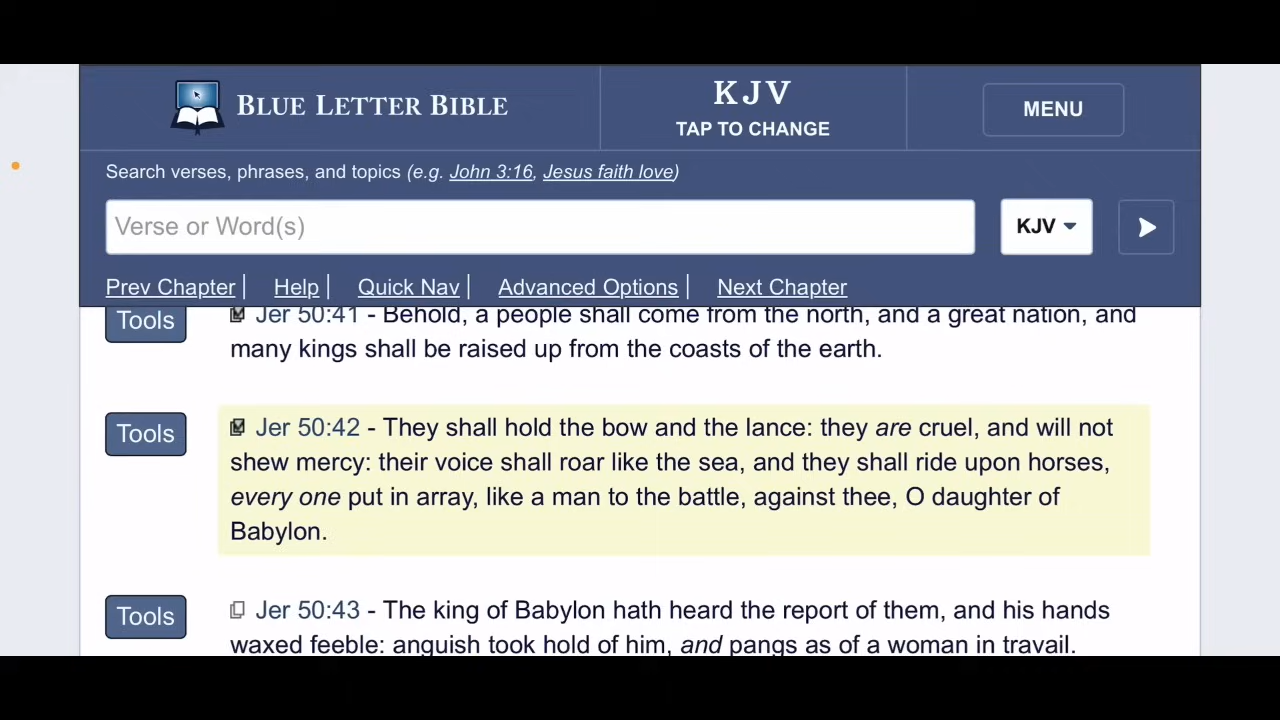 BLUE LETTER BIBLE
KJV
TAP TO CHANGE
MENU
Search verses, phrases, and topics (e.g. John 3:16, Jesus faith love)
Verse or Word(s)
KJV
Prev Chapter | Help | Quick Nav | Advanced Options | Next Chapter
Tools
Jer 50:41 - Behold, a people shall come from the north, and a great nation, and
many kings shall be raised up from the coasts of the earth.
Tools
Jer 50:42 - They shall hold the bow and the lance: they are cruel, and will not
shew mercy: their voice shall roar like the sea, and they shall ride upon horses,
every one put in array, like a man to the battle, against thee, O daughter of
Babylon.
Tools
Jer 50:43 - The king of Babylon hath heard the report of them, and his hands
waxed feeble: anguish took hold of him, and pangs as of a woman in travail.